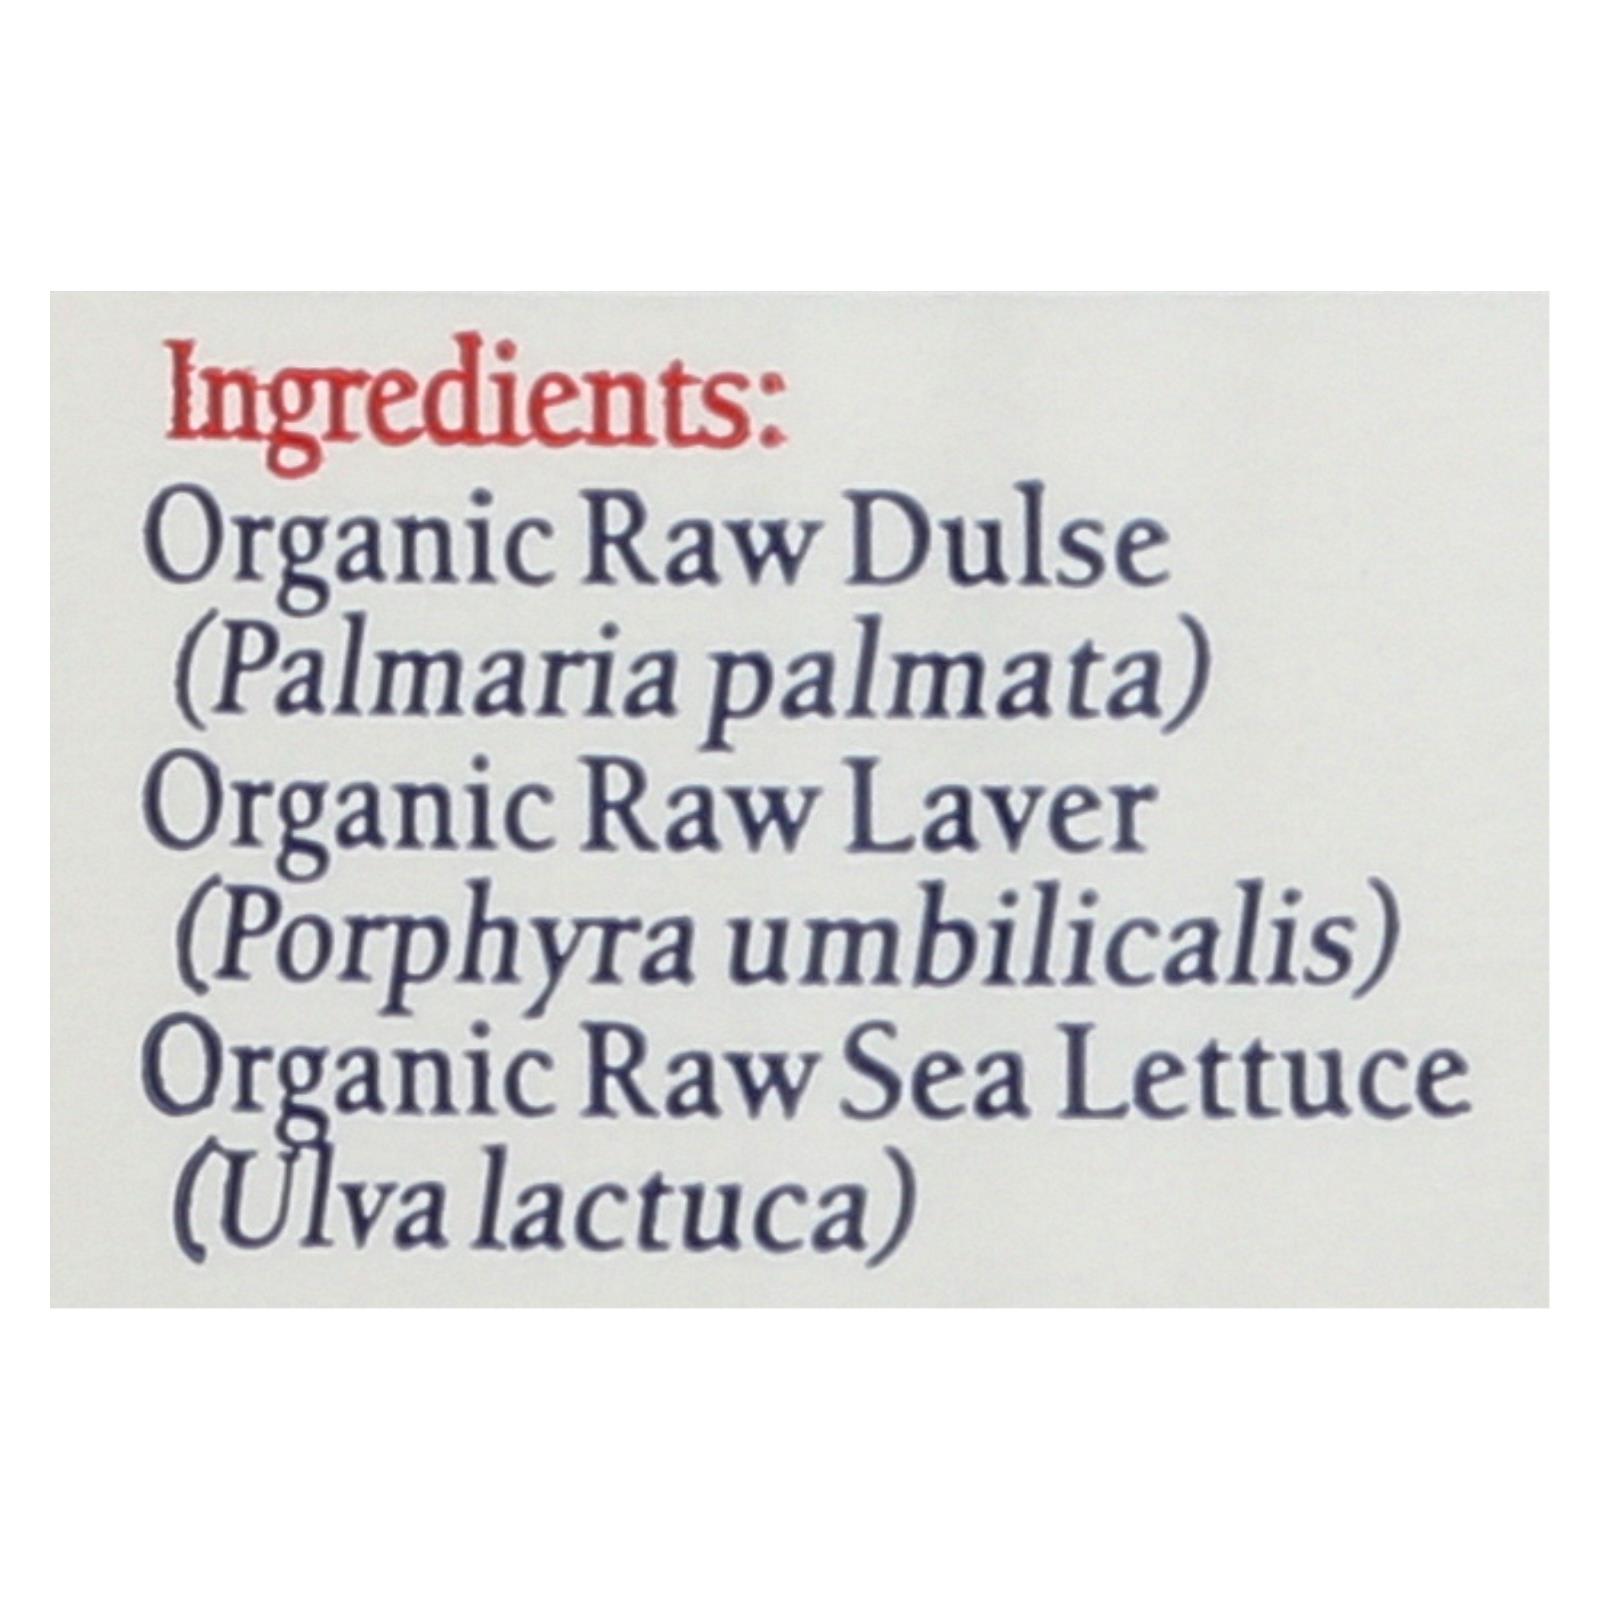 Ingredients:
Organic Raw Dulse
(Palmaria palmata)
Organic Raw Laver
(Porphyra umbilicalis)
Organic Raw Sea Lettuce
(Ulva lactuca)